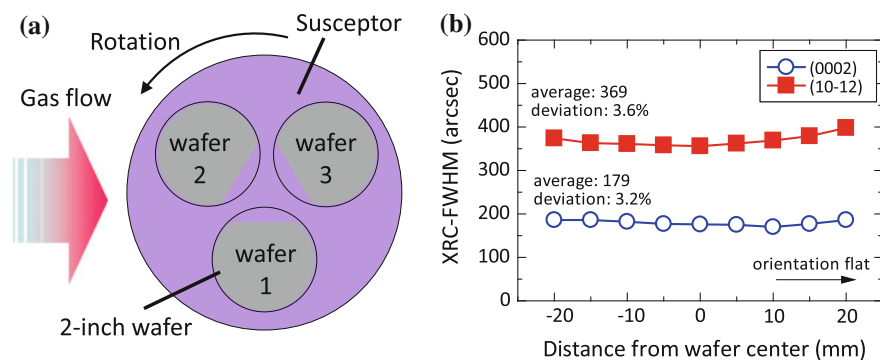 (a)
Susceptor
Rotation
Gas flow
wafer
2
wafer
3
wafer
1
2-inch wafer
(b)
600
500
400
300
200
100
0
XRC-FWHM (arcsec)
(0002)
(10-12)
average: 369
deviation: 3.6%
average: 179
deviation: 3.2%
orientation flat
-20
-10
0
10
20
Distance from wafer center (mm)